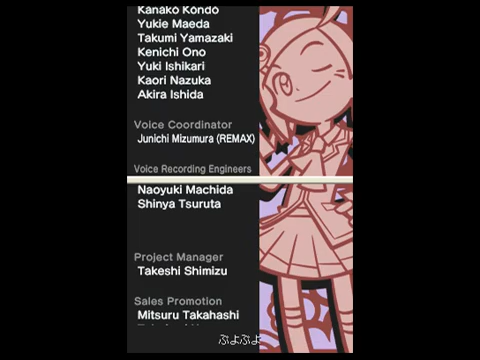 Kanako Kondo
Yukie Maeda
Takumi Yamazaki
Kenichi Ono
Yuki Ishikari
Kaori Nazuka
Akira Ishida
Voice Coordinator
Junichi Mizumura (REMAX)
Voice Recording Engineers
Naoyuki Machida
Shinya Tsuruta
Project Manager
Takeshi Shimizu
Sales Promotion
Mitsuru Takahashi
ぷよぷよ